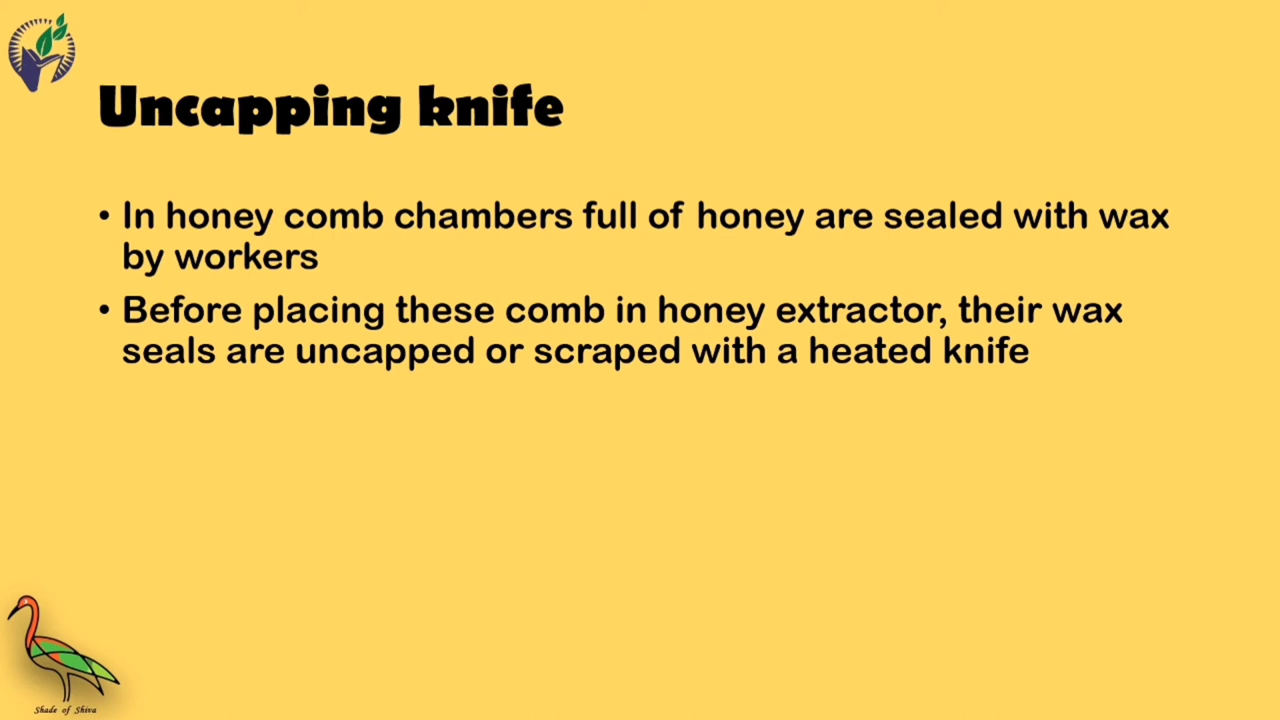 Uncapping knife
• In honey comb chambers full of honey are sealed with wax
by workers
• Before placing these comb in honey extractor, their wax
seals are uncapped or scraped with a heated knife
Shade of Shiva